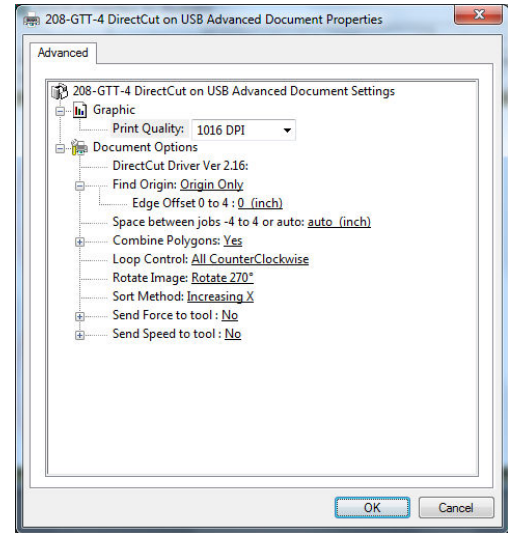 208-GTT-4 DirectCut on USB Advanced Document Properties
Advanced
208-GTT-4 DirectCut on USB Advanced Document Settings
Graphic
Print Quality: 1016 DPI
Document Options
DirectCut Driver Ver 2.16:
Find Origin: Origin Only
Edge Offset 0 to 4 : 0 (inch)
Space between jobs -4 to 4 or auto: auto (inch)
Combine Polygons: Yes
Loop Control: All CounterClockwise
Rotate Image: Rotate 270°
Sort Method: Increasing X
Send Force to tool : No
Send Speed to tool : No
OK Cancel